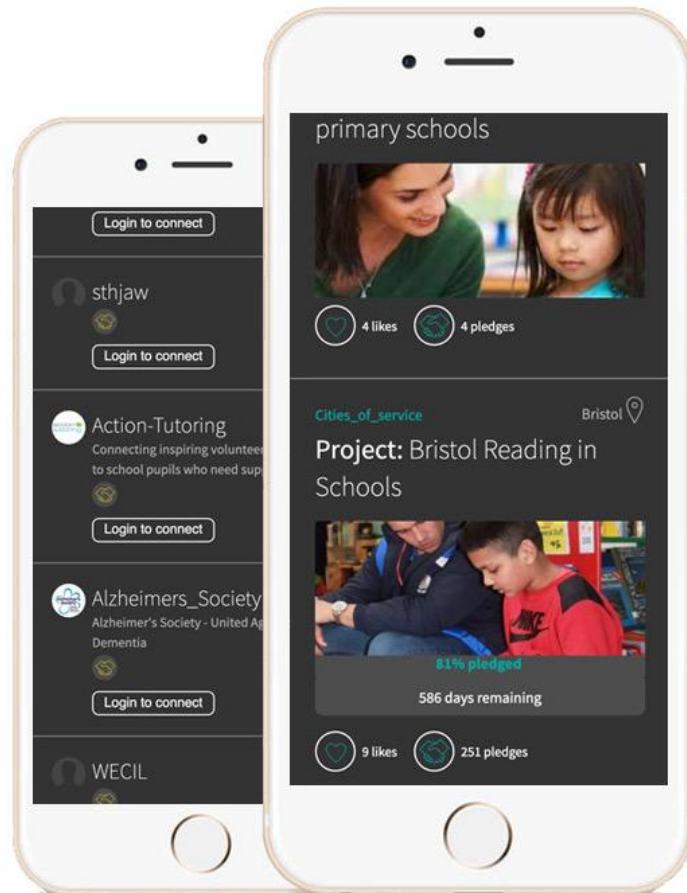 Login to connect
sthjaw
Login to connect
Action-Tutoring
Connecting inspiring voluntee
to school pupils who need sup
Login to connect
Alzheimers_Society
Alzheimer's Society - United Ag
Dementia
Login to connect
WECIL
primary schools
4 likes
4 pledges
Cities_of_service
Bristol
Project: Bristol Reading in
Schools
NIKE
81% pledged
586 days remaining
9 likes
251 pledges